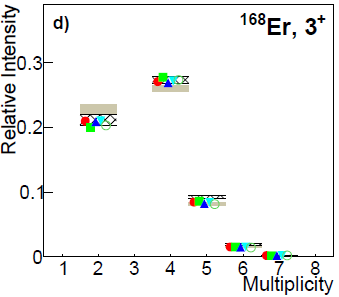 d)
¹⁶⁸Er, 3⁺
Relative Intensity
0.3
0.2
0.1
0
1 2 3 4 5 6 7 8
Multiplicity